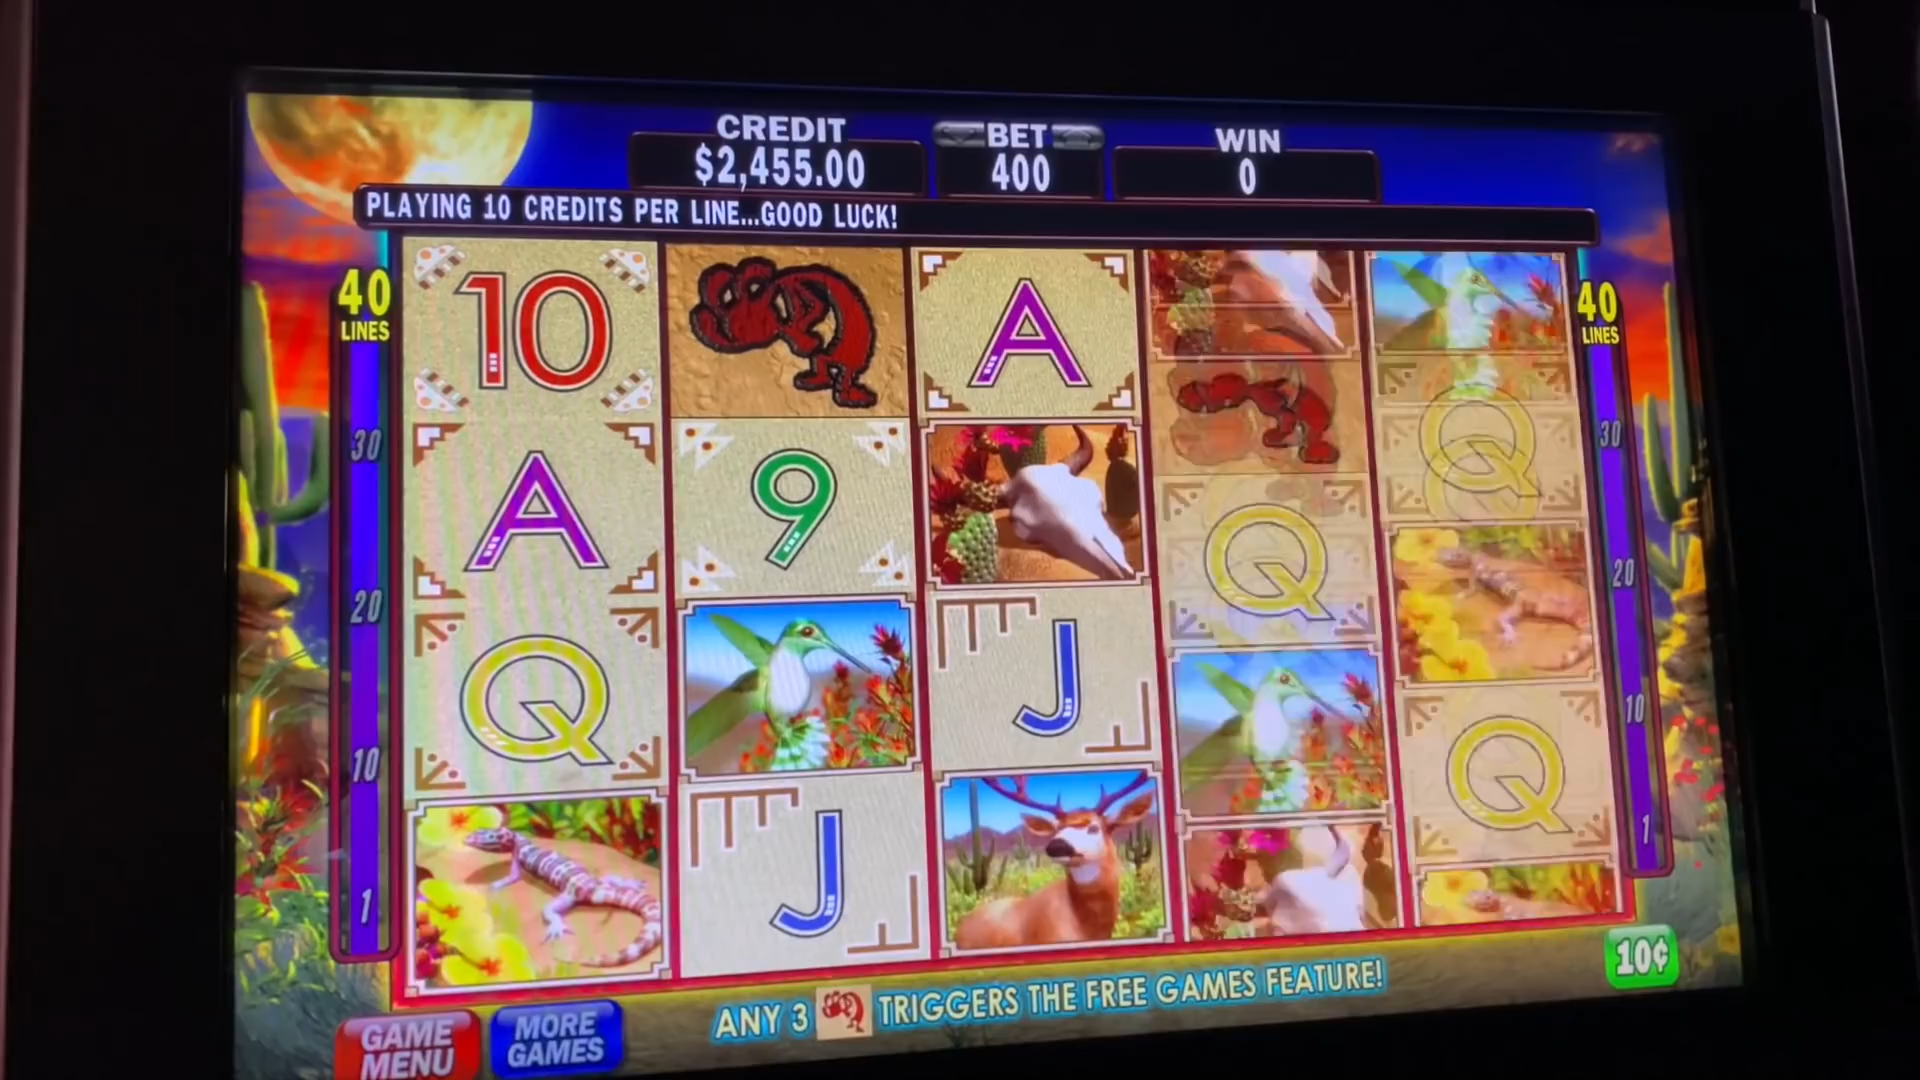 CREDIT
$2,455.00
BET
400
WIN
0
PLAYING 10 CREDITS PER LINE...GOOD LUCK!
40
LINES
30
20
10
1
40
LINES
30
20
10
1
10
A
Q
9
J
A
J
Q
Q
Q
ANY 3 TRIGGERS THE FREE GAMES FEATURE!
10¢
GAME
MENU
MORE
GAMES